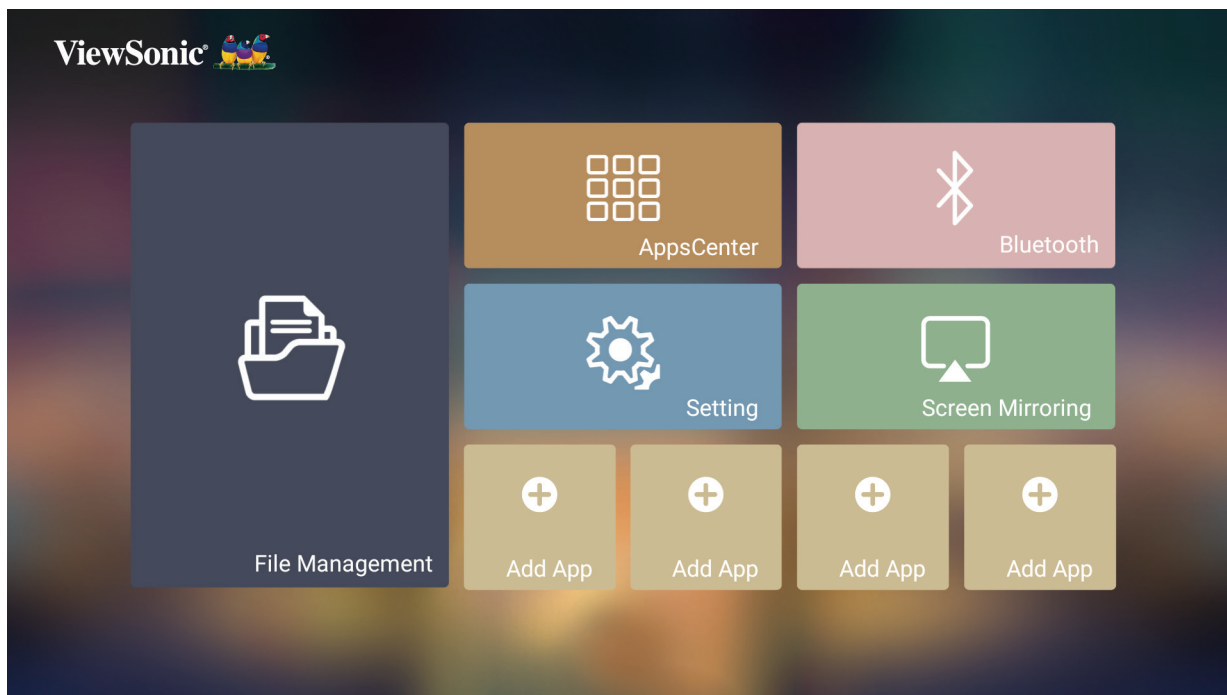 ViewSonic®
AppsCenter
Bluetooth
Setting
Screen Mirroring
File Management
Add App
Add App
Add App
Add App